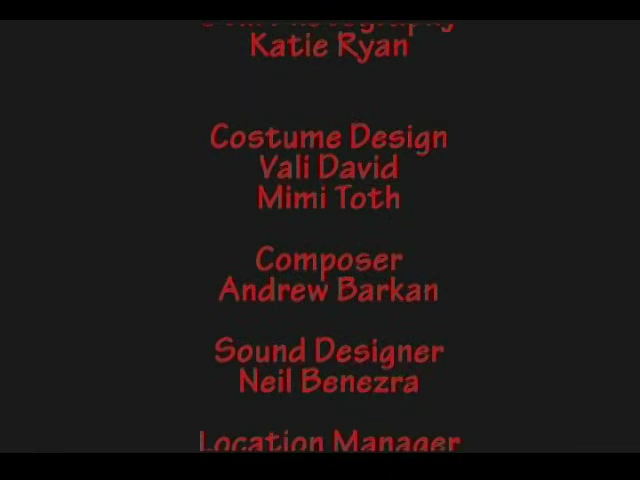 Katie Ryan
Costume Design
Vali David
Mimi Toth
Composer
Andrew Barkan
Sound Designer
Neil Benezra
Location Manager